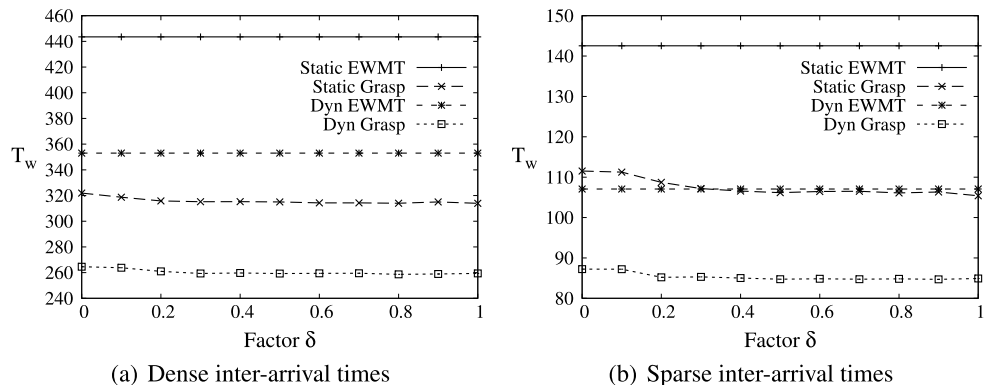 460
440
420
400
380
360
340
320
300
280
260
240
T_w
Static EWMT
Static Grasp
Dyn EWMT
Dyn Grasp
0 0.2 0.4 0.6 0.8 1
Factor δ
(a) Dense inter-arrival times
150
140
130
120
110
100
90
80
T_w
Static EWMT
Static Grasp
Dyn EWMT
Dyn Grasp
0 0.2 0.4 0.6 0.8 1
Factor δ
(b) Sparse inter-arrival times